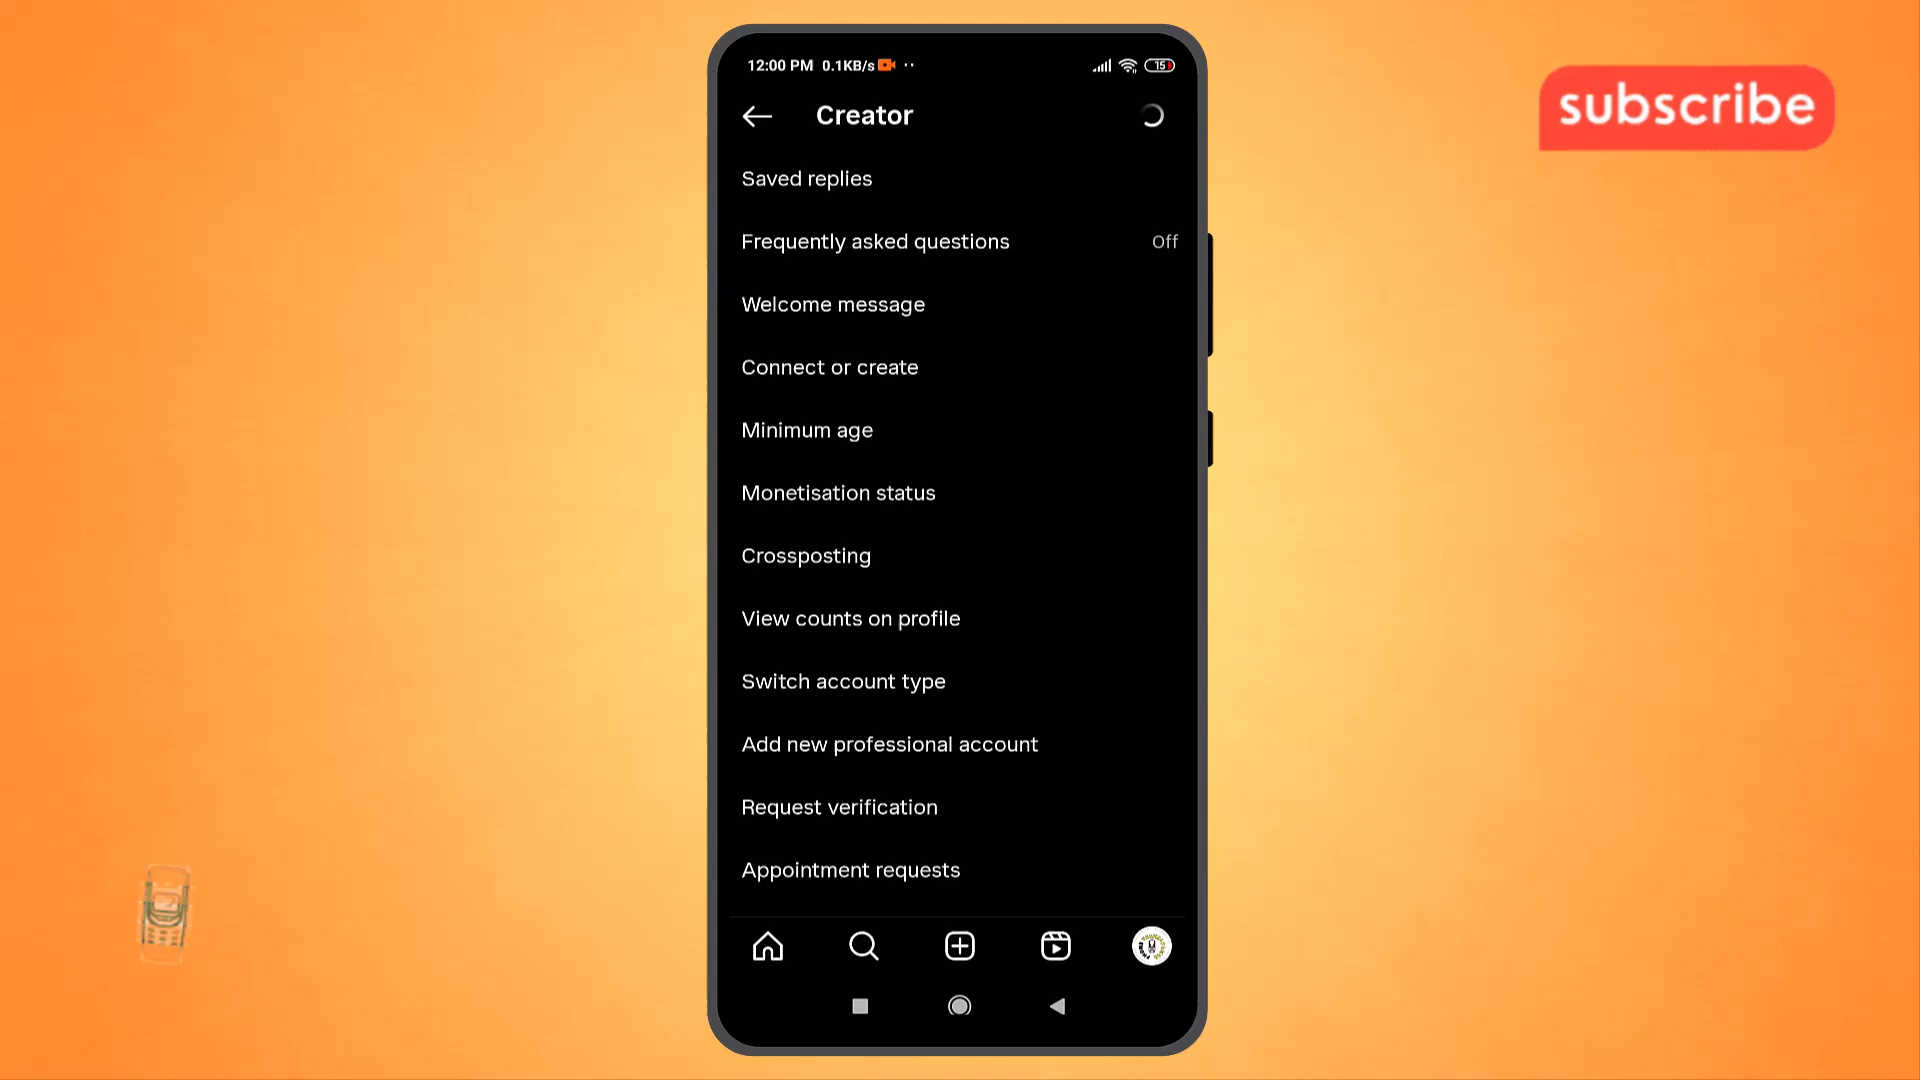 subscribe
12:00 PM 0.1KB/s 15
Creator
Saved replies
Frequently asked questions Off
Welcome message
Connect or create
Minimum age
Monetisation status
Crossposting
View counts on profile
Switch account type
Add new professional account
Request verification
Appointment requests